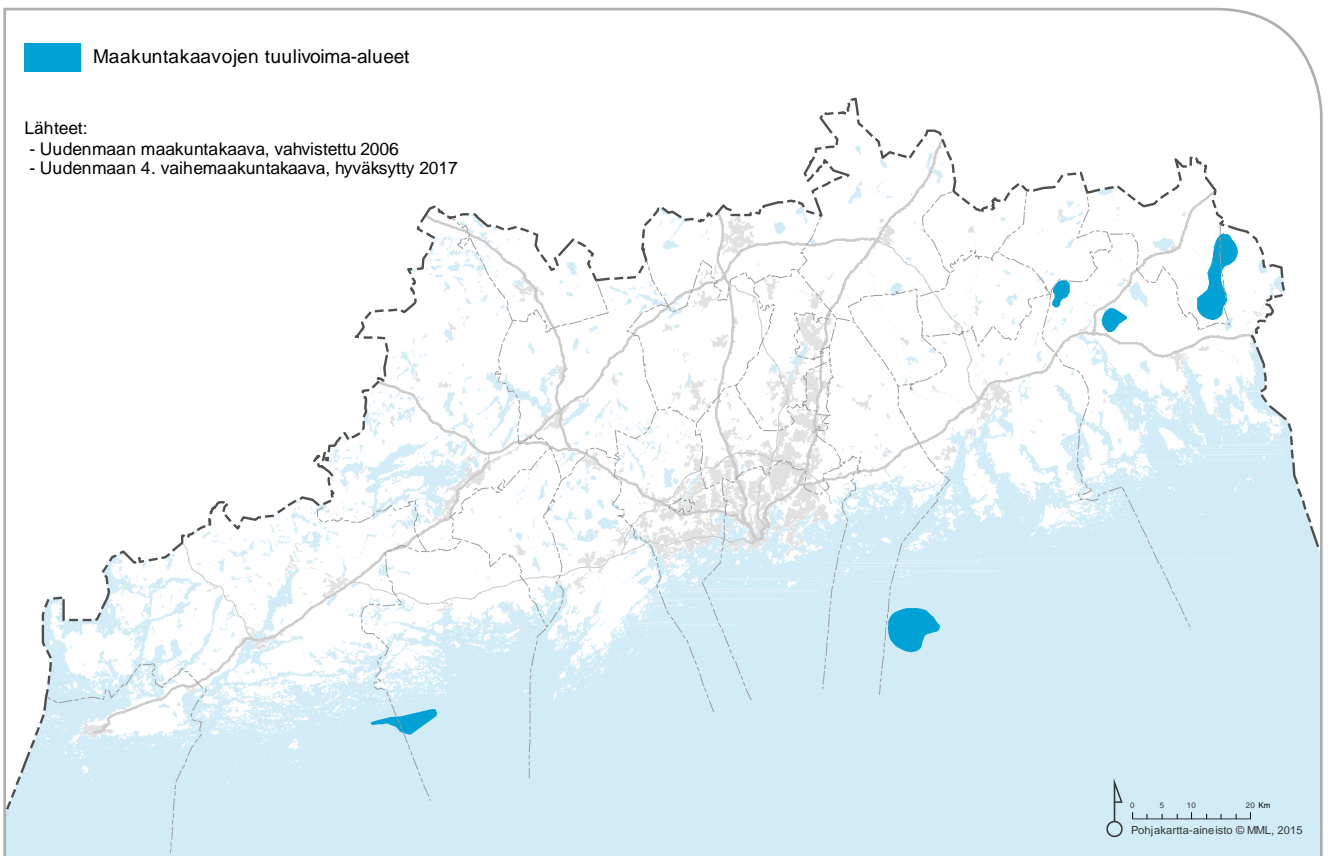 Maakuntakaavojen tuulivoima-alueet
Lähteet:
- Uudenmaan maakuntakaava, vahvistettu 2006
- Uudenmaan 4. vaihemaakuntakaava, hyväksytty 2017
0 5 10 20 Km
Pohjakartta-aineisto © MML, 2015